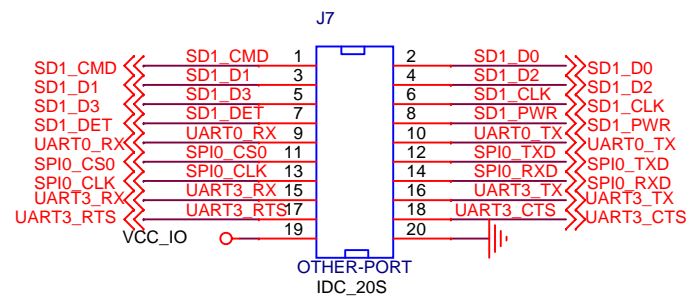 J7
SD1_CMD SD1_CMD 1 2 SD1_D0 SD1_D0
SD1_D1 SD1_D1 3 4 SD1_D2 SD1_D2
SD1_D3 SD1_D3 5 6 SD1_CLK SD1_CLK
SD1_DET SD1_DET 7 8 SD1_PWR SD1_PWR
UART0_RX UART0_RX 9 10 UART0_TX UART0_TX
SPI0_CS0 SPI0_CS0 11 12 SPI0_TXD SPI0_TXD
SPI0_CLK SPI0_CLK 13 14 SPI0_RXD SPI0_RXD
UART3_RX UART3_RX 15 16 UART3_TX UART3_TX
UART3_RTS UART3_RTS 17 18 UART3_CTS UART3_CTS
VCC_IO 19 20
OTHER-PORT
IDC_20S